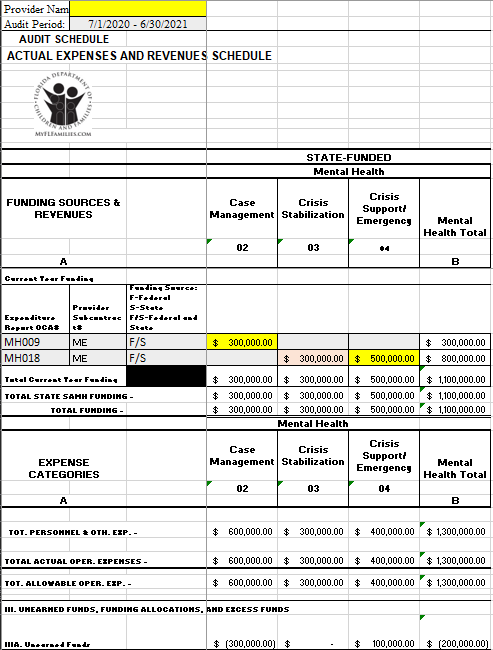 Provider Nam
Audit Period: 7/1/2020 - 6/30/2021
AUDIT SCHEDULE
ACTUAL EXPENSES AND REVENUES SCHEDULE
FLORIDA DEPARTMENT OF CHILDREN AND FAMILIES
MYFLFAMILIES.COM
STATE-FUNDED
Mental Health
FUNDING SOURCES & REVENUES
Case Management
Crisis Stabilization
Crisis Support/ Emergency
Mental Health Total
02 03 04
A B
Current Year Funding
Expenditure Report OCA$
Provider Subcontrac t#
Funding Source: F-Federal S-State F/S-Federal and State
MH009 ME F/S $ 300,000.00 $ 300,000.00
MH018 ME F/S $ 300,000.00 $ 500,000.00 $ 800,000.00
Total Current Year Funding $ 300,000.00 $ 300,000.00 $ 500,000.00 $ 1,100,000.00
TOTAL STATE SAMH FUNDING - $ 300,000.00 $ 300,000.00 $ 500,000.00 $ 1,100,000.00
TOTAL FUNDING - $ 300,000.00 $ 300,000.00 $ 500,000.00 $ 1,100,000.00
Mental Health
EXPENSE CATEGORIES
Case Management
Crisis Stabilization
Crisis Support/ Emergency
Mental Health Total
02 03 04
A B
TOT. PERSONNEL & OTH. EXP. - $ 600,000.00 $ 300,000.00 $ 400,000.00 $ 1,300,000.00
TOTAL ACTUAL OPER. EXPENSES - $ 600,000.00 $ 300,000.00 $ 400,000.00 $ 1,300,000.00
TOT. ALLOWABLE OPER. EXP. - $ 600,000.00 $ 300,000.00 $ 400,000.00 $ 1,300,000.00
III. UNEARNED FUNDS, FUNDING ALLOCATIONS, AND EXCESS FUNDS
IIIA. Unearned Funds $ (300,000.00) $ - $ 100,000.00 $ (200,000.00)